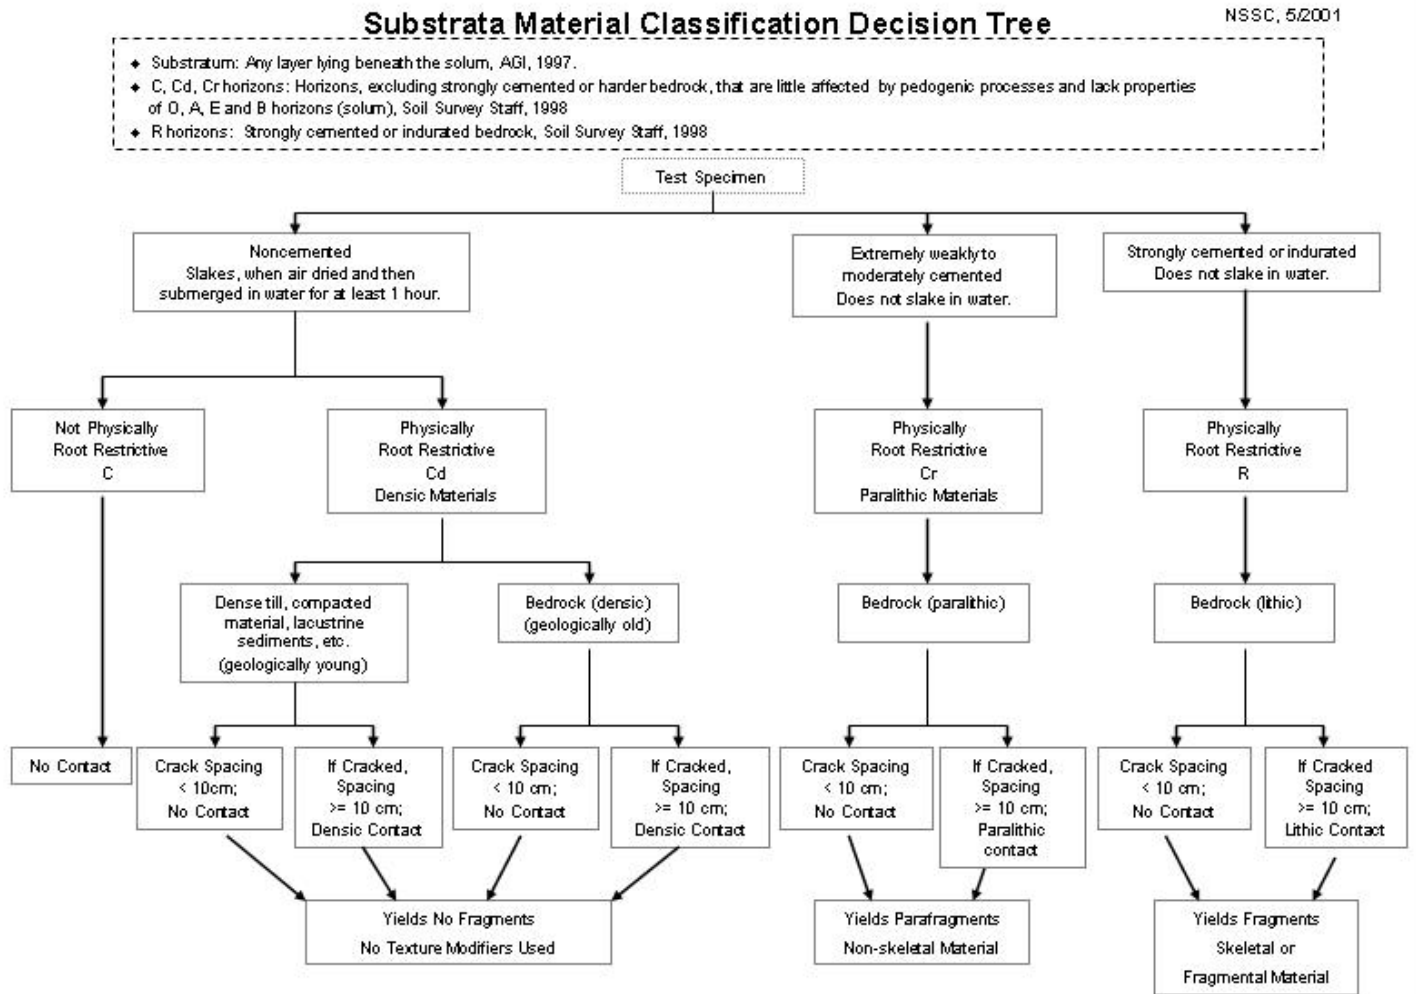 Substrata Material Classification Decision Tree
NSSC, 5/2001
◆ Substratum: Any layer lying beneath the solum, AGI, 1997.
◆ C, Cd, Cr horizons: Horizons, excluding strongly cemented or harder bedrock, that are little affected by pedogenic processes and lack properties
of O, A, E and B horizons (solum), Soil Survey Staff, 1998
◆ R horizons: Strongly cemented or indurated bedrock, Soil Survey Staff, 1998
Test Specimen
Noncemented
Slakes, when air dried and then
submerged in water for at least 1 hour.
Extremely weakly to
moderately cemented
Does not slake in water.
Strongly cemented or indurated
Does not slake in water.
Not Physically
Root Restrictive
C
Physically
Root Restrictive
Cd
Densic Materials
Physically
Root Restrictive
Cr
Paralithic Materials
Physically
Root Restrictive
R
Dense till, compacted
material, lacustrine
sediments, etc.
(geologically young)
Bedrock (densic)
(geologically old)
Bedrock (paralithic)
Bedrock (lithic)
No Contact
Crack Spacing
< 10cm;
No Contact
If Cracked,
Spacing
>= 10 cm;
Densic Contact
Crack Spacing
< 10 cm;
No Contact
If Cracked,
Spacing
>= 10 cm;
Densic Contact
Crack Spacing
< 10 cm;
No Contact
If Cracked,
Spacing
>= 10 cm;
Paralithic
contact
Crack Spacing
< 10 cm;
No Contact
If Cracked
Spacing
>= 10 cm;
Lithic Contact
Yields No Fragments
No Texture Modifiers Used
Yields Parafragments
Non-skeletal Material
Yields Fragments
Skeletal or
Fragmental Material